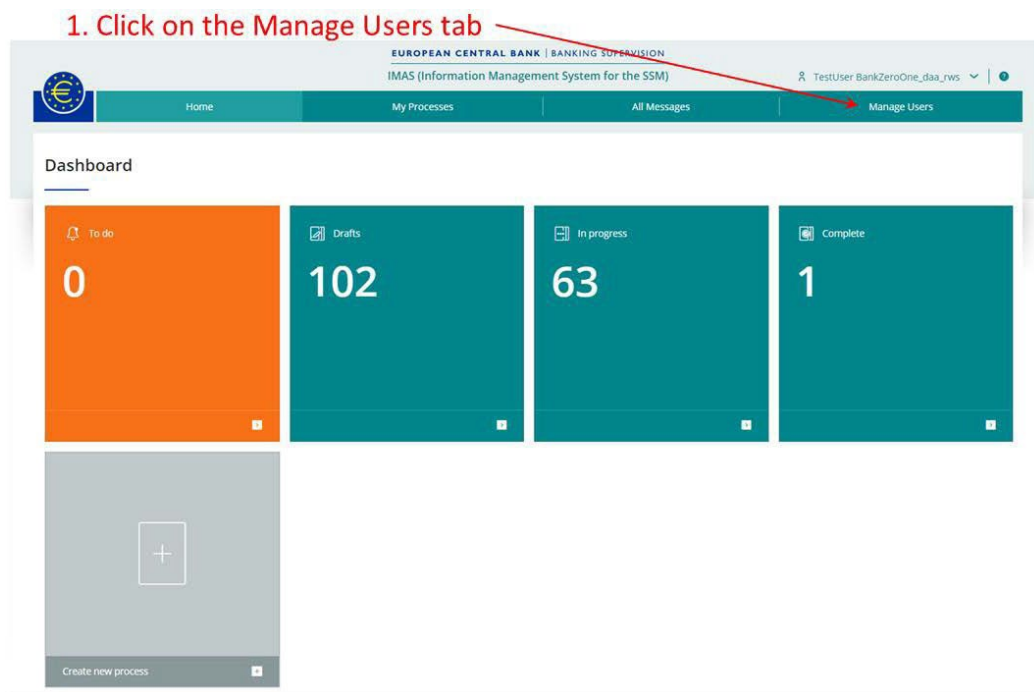 1. Click on the Manage Users tab
EUROPEAN CENTRAL BANK | BANKING SUPERVISION
IMAS (Information Management System for the SSM)
TestUser BankZeroOne_daa_rws
?
€
Home
My Processes
All Messages
Manage Users
Dashboard
To do
0
Drafts
102
In progress
63
Complete
1
Create new process